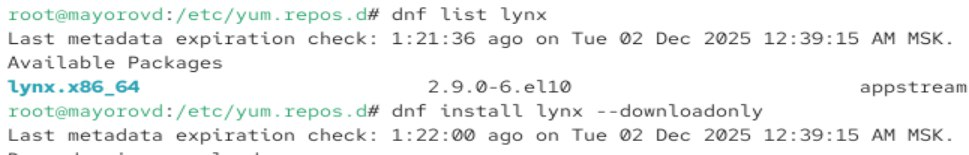 root@mayorovd:/etc/yum.repos.d# dnf list lynx
Last metadata expiration check: 1:21:36 ago on Tue 02 Dec 2025 12:39:15 AM MSK.
Available Packages
lynx.x86_64 2.9.0-6.el10 appstream
root@mayorovd:/etc/yum.repos.d# dnf install lynx --downloadonly
Last metadata expiration check: 1:22:00 ago on Tue 02 Dec 2025 12:39:15 AM MSK.